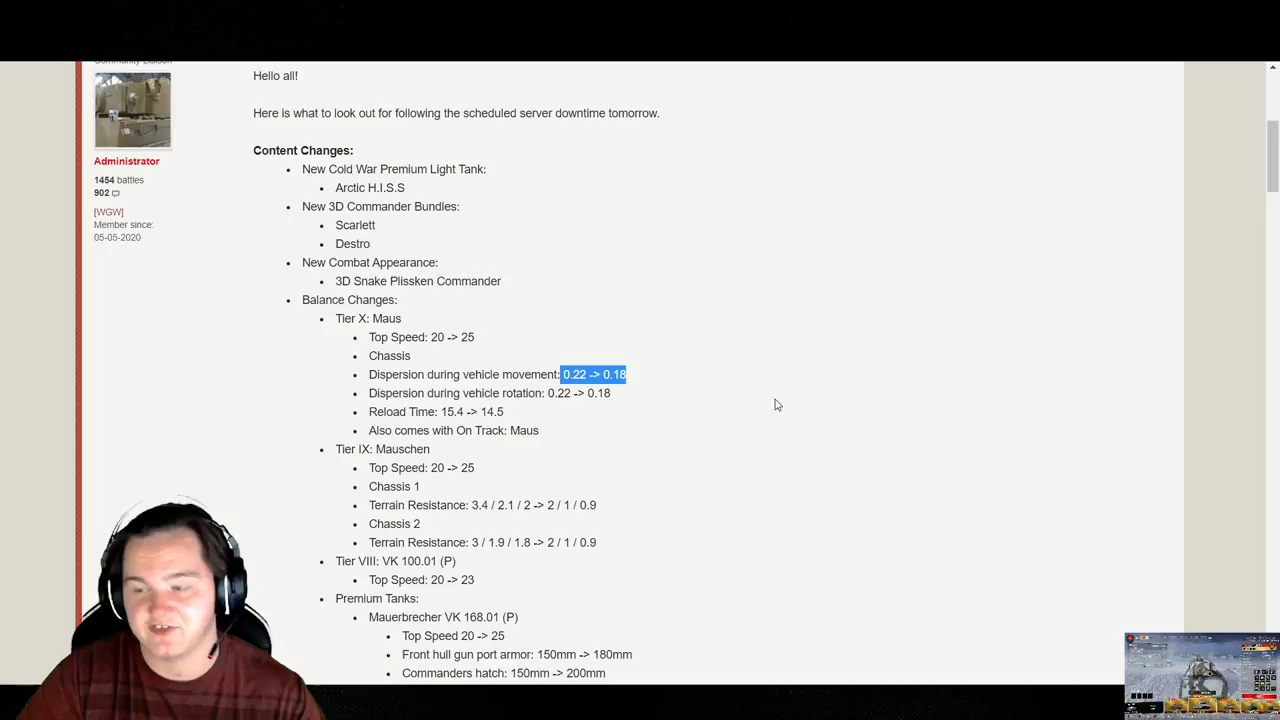 Hello all!
Here is what to look out for following the scheduled server downtime tomorrow.
Administrator
1454 battles
902
[WGW]
Member since:
05-05-2020
Content Changes:
New Cold War Premium Light Tank:
Arctic H.I.S.S
New 3D Commander Bundles:
Scarlett
Destro
New Combat Appearance:
3D Snake Plissken Commander
Balance Changes:
Tier X: Maus
Top Speed: 20 -> 25
Chassis
Dispersion during vehicle movement: 0.22 -> 0.18
Dispersion during vehicle rotation: 0.22 -> 0.18
Reload Time: 15.4 -> 14.5
Also comes with On Track: Maus
Tier IX: Mauschen
Top Speed: 20 -> 25
Chassis 1
Terrain Resistance: 3.4 / 2.1 / 2 -> 2 / 1 / 0.9
Chassis 2
Terrain Resistance: 3 / 1.9 / 1.8 -> 2 / 1 / 0.9
Tier VIII: VK 100.01 (P)
Top Speed: 20 -> 23
Premium Tanks:
Mauerbrecher VK 168.01 (P)
Top Speed 20 -> 25
Front hull gun port armor: 150mm -> 180mm
Commanders hatch: 150mm -> 200mm